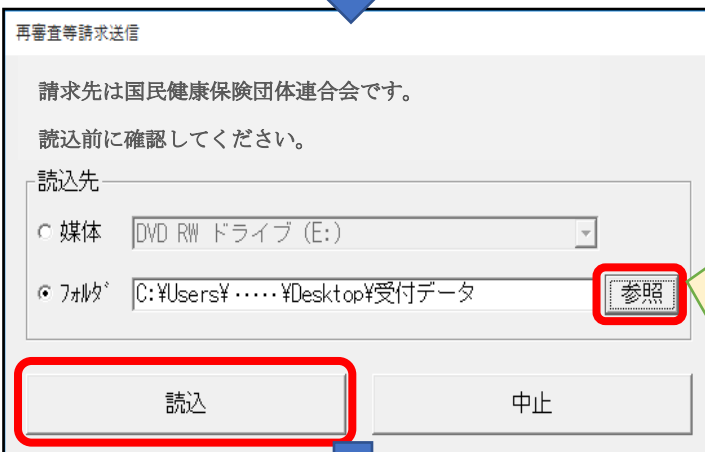 再審査等請求送信
請求先は国民健康保険団体連合会です。
読込前に確認してください。
読込先
媒体 DVD RW ドライブ (E:)
フォルダ C:¥Users¥ ‥‥‥ ¥Desktop¥受付データ 参照
読込 中止